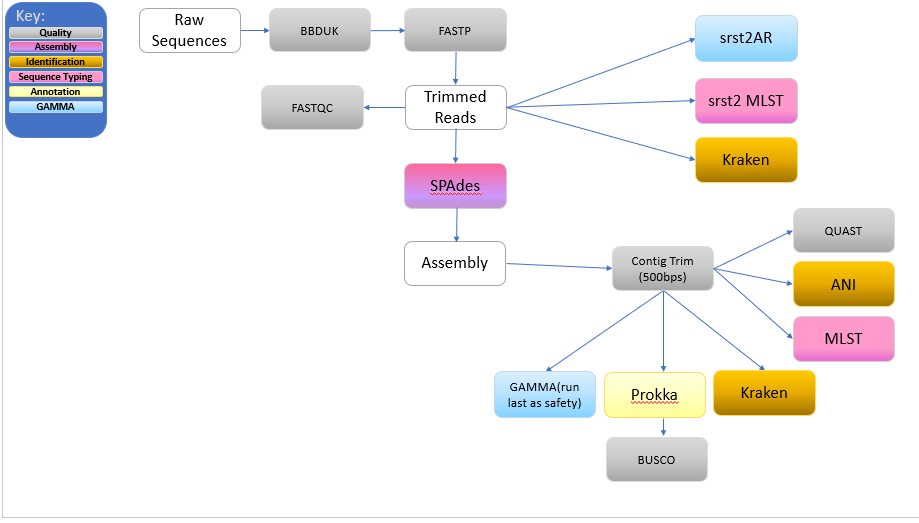 Key:
Quality
Assembly
Identification
Sequence Typing
Annotation
GAMMA
Raw
Sequences
BBDUK
FASTP
srst2AR
FASTQC
Trimmed
Reads
srst2 MLST
Kraken
SPAdes
Assembly
Contig Trim
(500bps)
QUAST
ANI
MLST
GAMMA(run
last as safety)
Prokka
Kraken
BUSCO